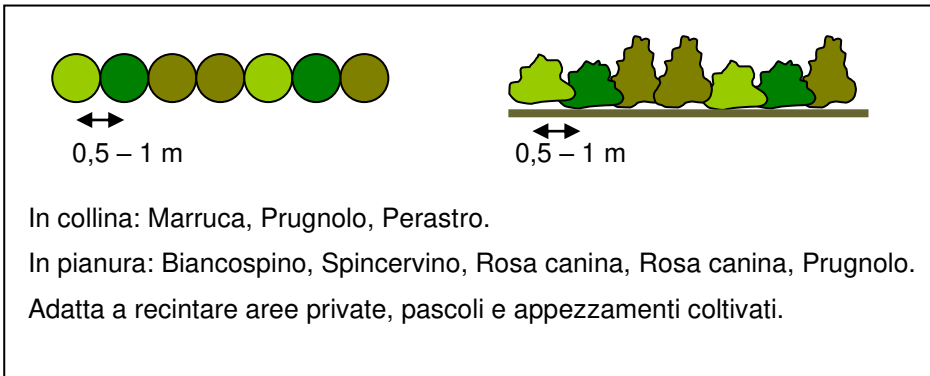 0,5 – 1 m
0,5 – 1 m
In collina: Marruca, Prugnolo, Perastro.
In pianura: Biancospino, Spincervino, Rosa canina, Rosa canina, Prugnolo.
Adatta a recintare aree private, pascoli e appezzamenti coltivati.